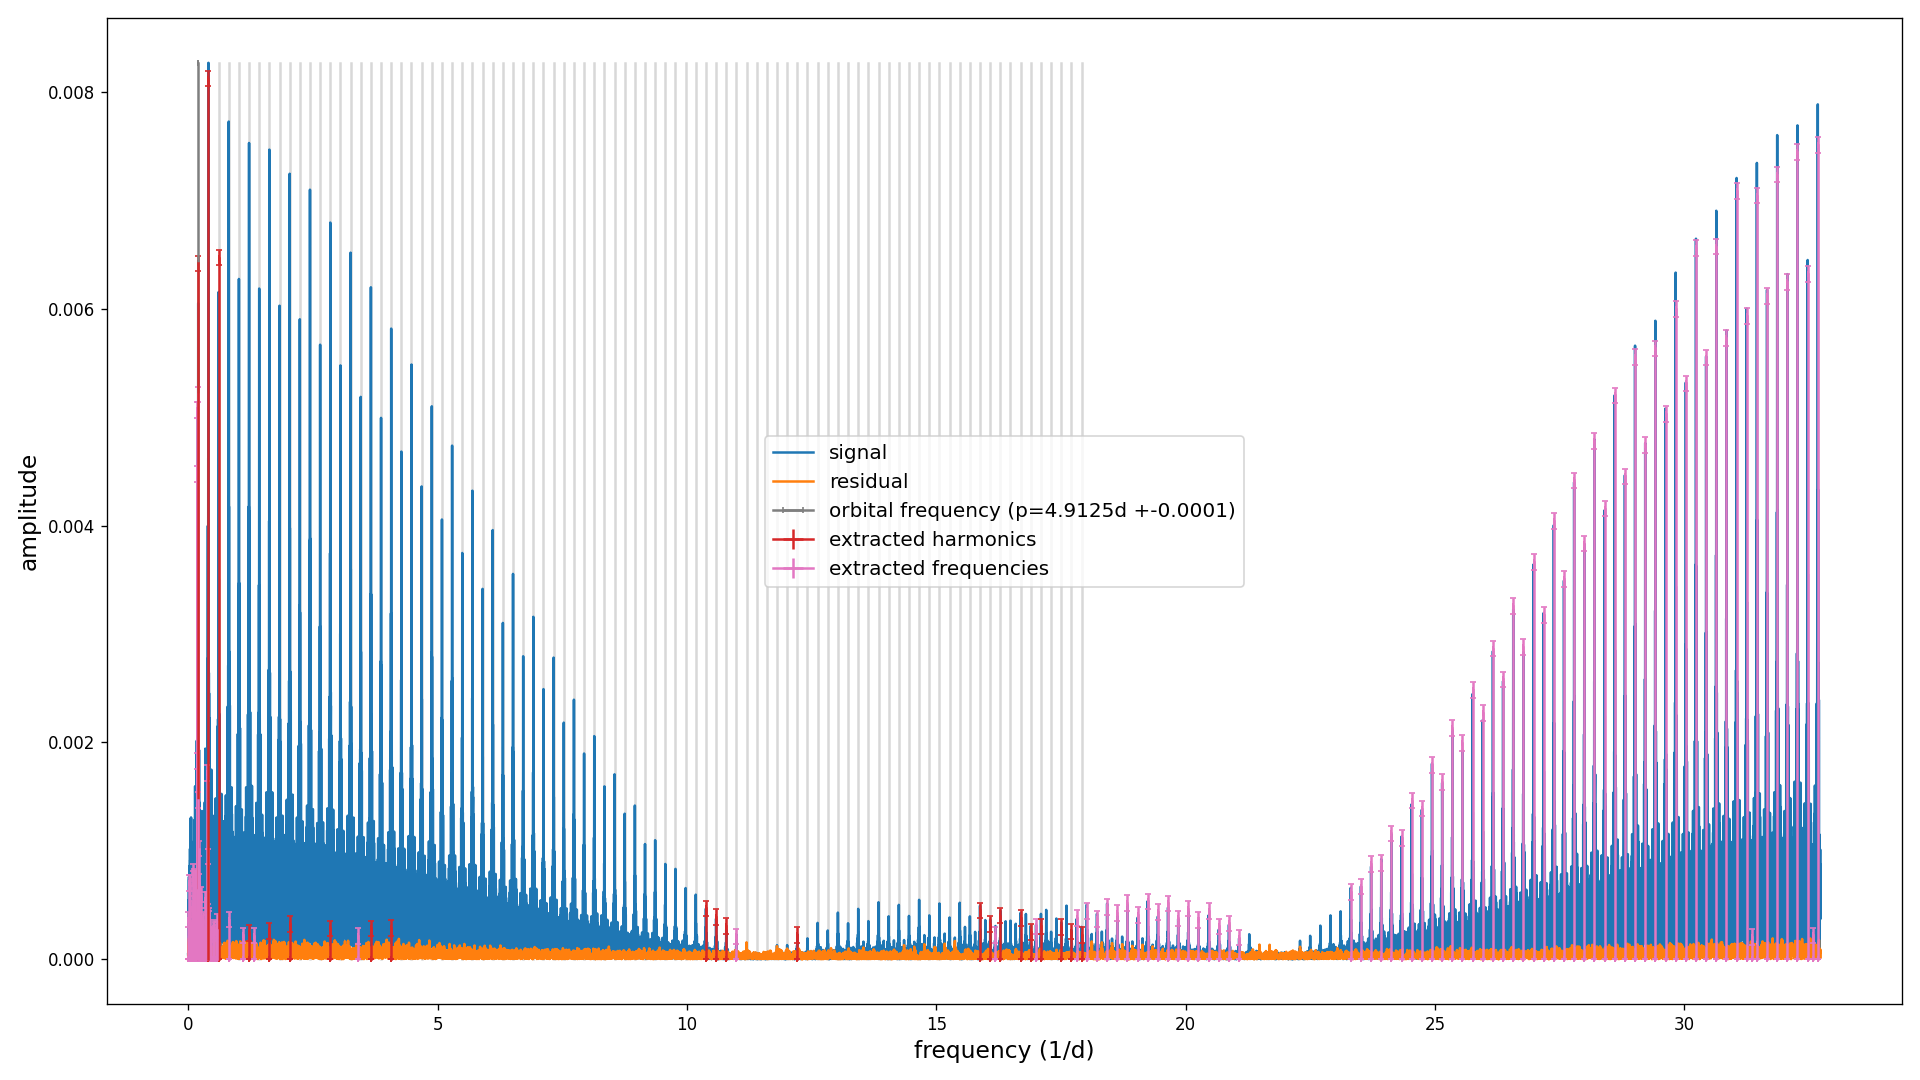 0.008
0.006
0.004
0.002
0.000
amplitude
signal
residual
orbital frequency (p=4.9125d +-0.0001)
extracted harmonics
extracted frequencies
0 5 10 15 20 25 30
frequency (1/d)